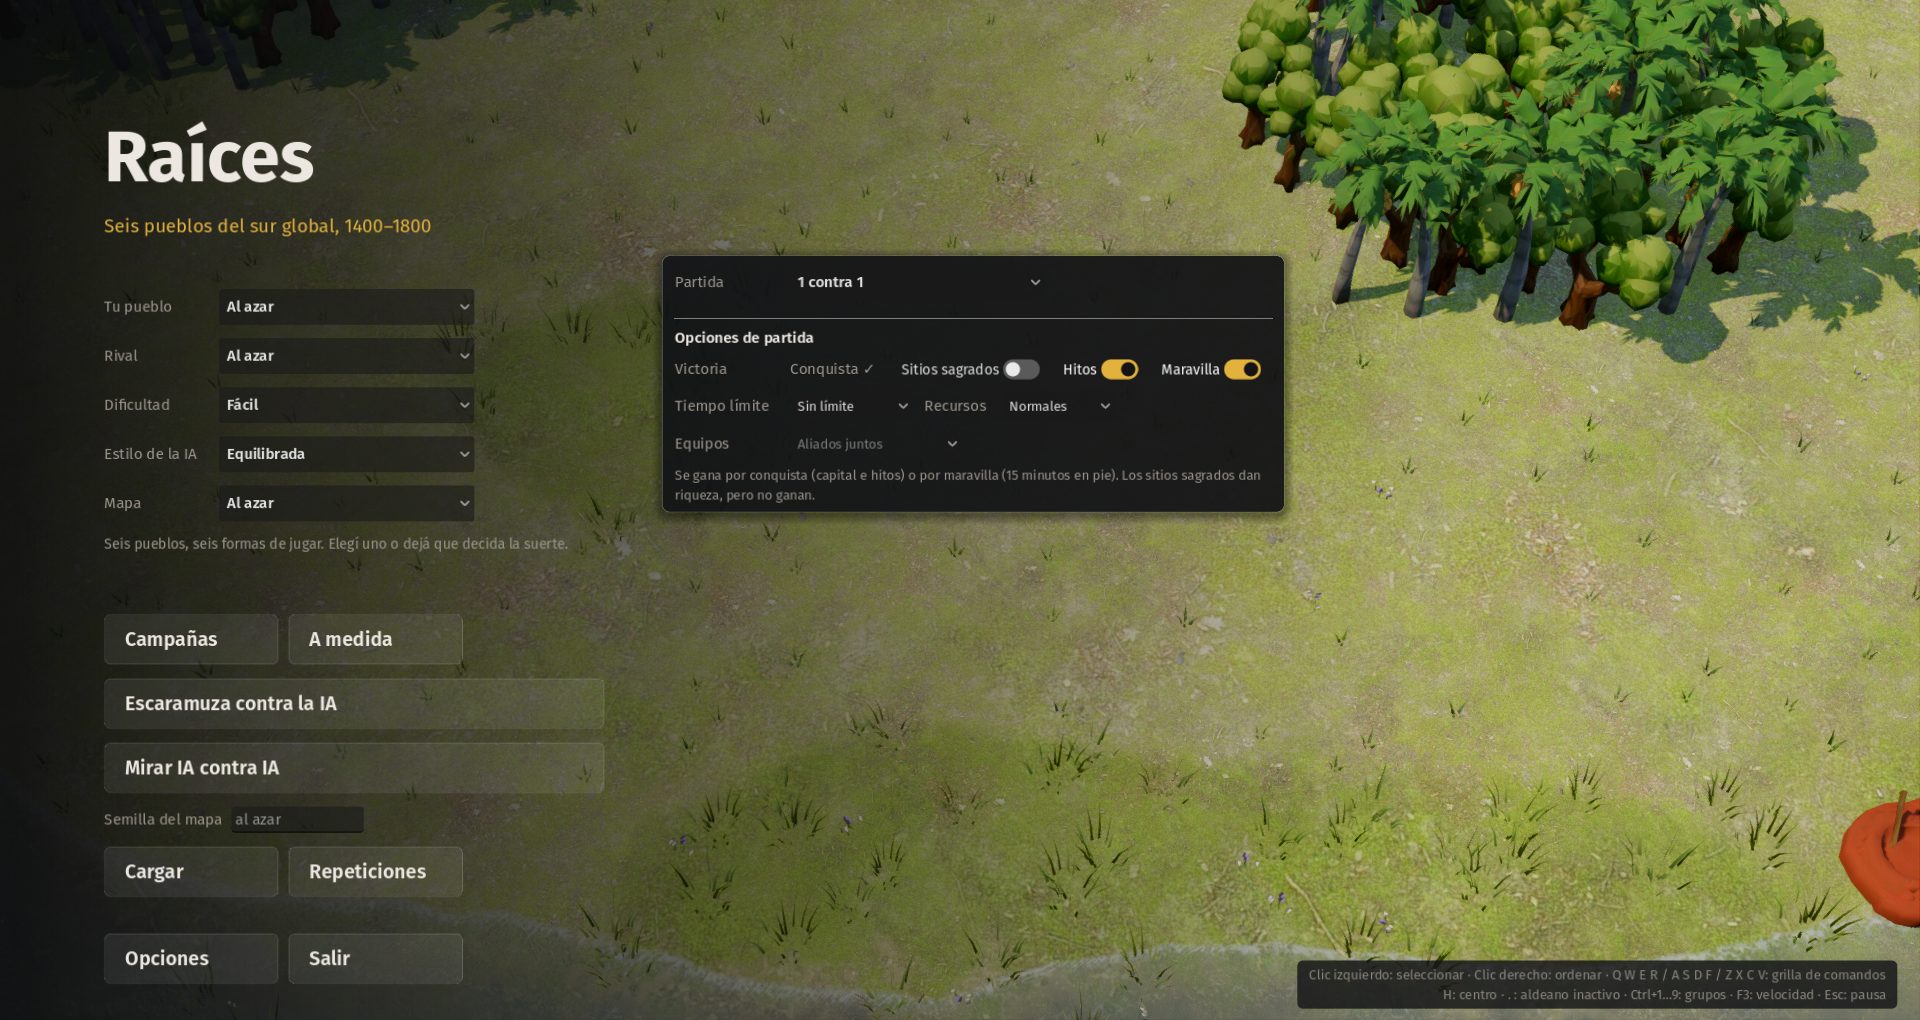 Raíces
Seis pueblos del sur global, 1400–1800
Tu pueblo Al azar
Rival Al azar
Dificultad Fácil
Estilo de la IA Equilibrada
Mapa Al azar
Seis pueblos, seis formas de jugar. Elegí uno o dejá que decida la suerte.
Campañas A medida
Escaramuza contra la IA
Mirar IA contra IA
Semilla del mapa al azar
Cargar Repeticiones
Opciones Salir
Partida 1 contra 1
Opciones de partida
Victoria Conquista ✓ Sitios sagrados Hitos Maravilla
Tiempo límite Sin límite Recursos Normales
Equipos Aliados juntos
Se gana por conquista (capital e hitos) o por maravilla (15 minutos en pie). Los sitios sagrados dan
riqueza, pero no ganan.
Clic izquierdo: seleccionar · Clic derecho: ordenar · Q W E R / A S D F / Z X C V: grilla de comandos
H: centro · . : aldeano inactivo · Ctrl+1…9: grupos · F3: velocidad · Esc: pausa